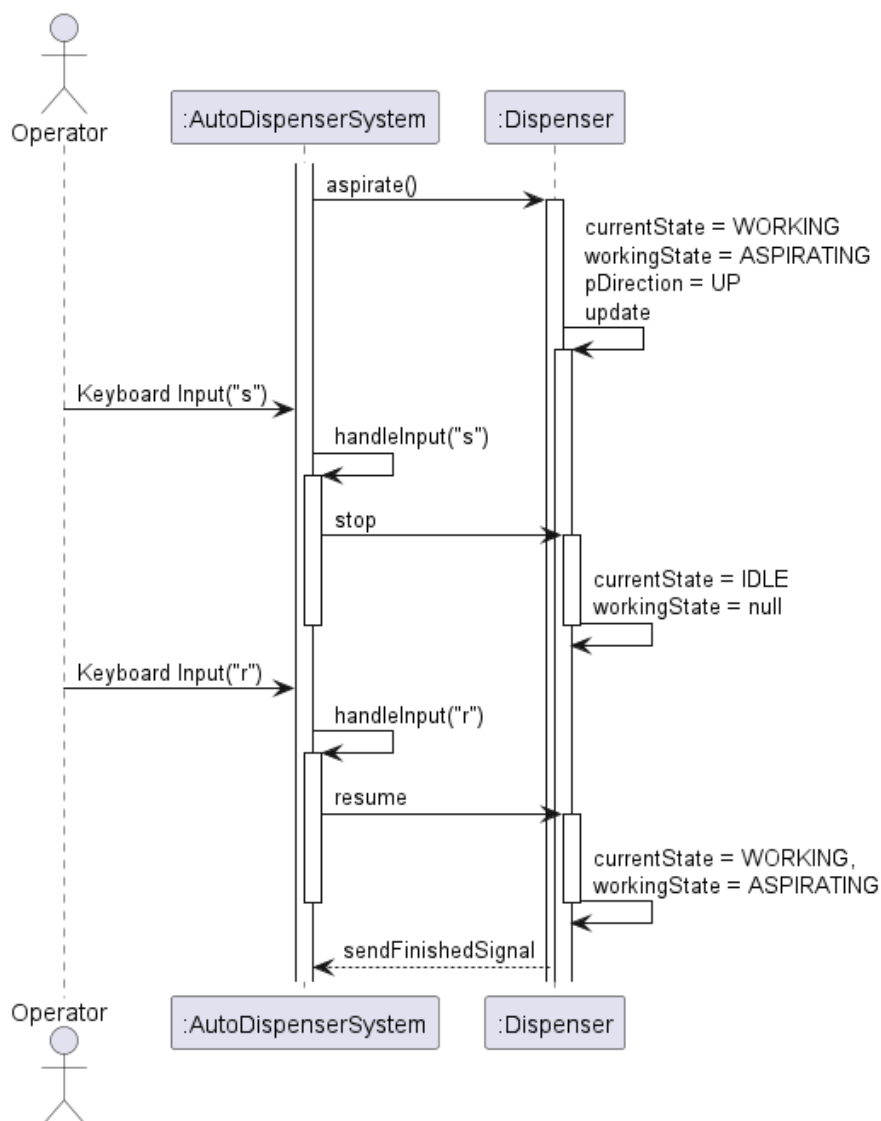 Operator
:AutoDispenserSystem
:Dispenser
aspirate()
currentState = WORKING
workingState = ASPIRATING
pDirection = UP
update
Keyboard Input("s")
handleInput("s")
stop
currentState = IDLE
workingState = null
Keyboard Input("r")
handleInput("r")
resume
currentState = WORKING,
workingState = ASPIRATING
sendFinishedSignal
Operator
:AutoDispenserSystem
:Dispenser